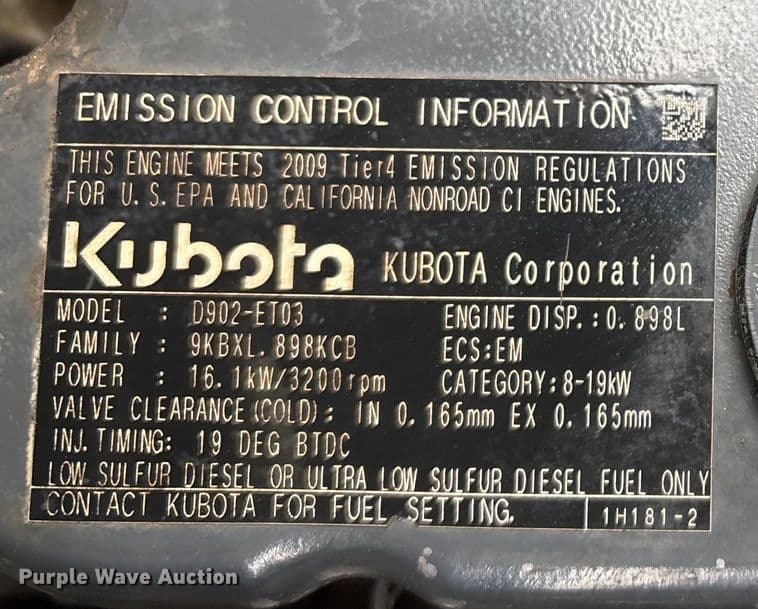 EMISSION CONTROL INFORMATION
THIS ENGINE MEETS 2009 Tier4 EMISSION REGULATIONS
FOR U.S.EPA AND CALIFORNIA NONROAD CI ENGINES.
Kubota KUBOTA Corporation
MODEL : D902-ET03 ENGINE DISP.:0.898L
FAMILY : 9KBXL.898KCB ECS:EM
POWER : 16.1kW/3200rpm CATEGORY:8-19kW
VALVE CLEARANCE(COLD): IN 0.165mm EX 0.165mm
INJ.TIMING: 19 DEG BTDC
LOW SULFUR DIESEL OR ULTRA LOW SULFUR DIESEL FUEL ONLY
CONTACT KUBOTA FOR FUEL SETTING. 1H181-2
Purple Wave Auction